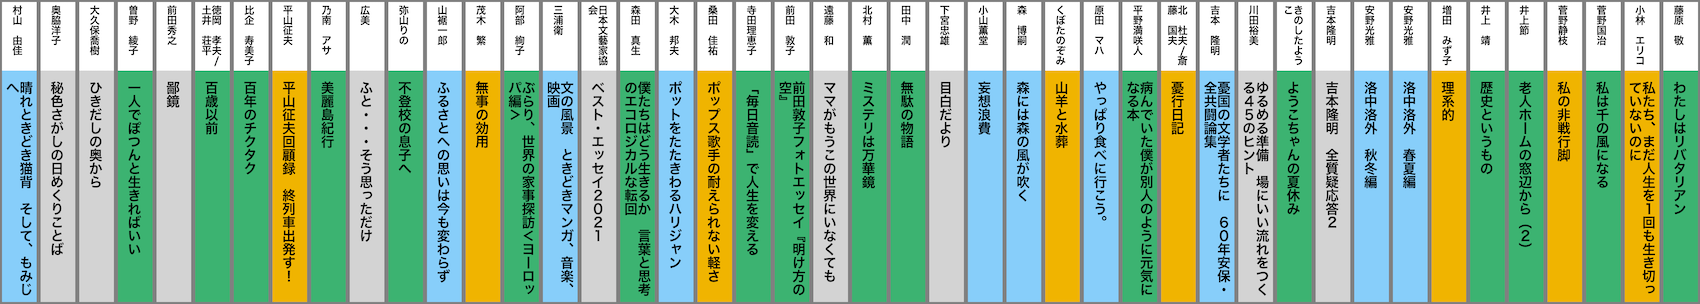 藤原 敬
わたしはリバタリアン
小林 エリコ
私たち、まだ人生を1回も生き切っ
ていないのに
菅野国治
私は千の風になる
菅野静枝
私の非戦行脚
井上節
老人ホームの窓辺から（2）
井上 靖
歴史というもの
増田 みず子
理系的
安野光雅
洛中洛外 春夏編
安野光雅
洛中洛外 秋冬編
吉本隆明
吉本隆明 全質疑応答2
きのしたよう
こ
ようこちゃんの夏休み
川田裕美
ゆるめる準備 場にいい流れをつく
る45のヒント
吉本 隆明
憂国の文学者たちに 60年安保・
全共闘論集
北 杜夫/斎
藤 国夫
憂行日記
平野満咲人
病んでいた僕が別人のように元気に
なる本
原田 マハ
やっぱり食べに行こう。
くぼたのぞみ
山羊と水葬
森 博嗣
森には森の風が吹く
小山薫堂
妄想浪費
下宮忠雄
目白だより
田中 潤
無駄の物語
北村 薫
ミステリは万華鏡
遠藤 和
ママがもうこの世界にいなくても
前田 敦子
前田敦子フォトエッセイ『明け方の
空』
寺田理恵子
「毎日音読」で人生を変える
桑田 佳祐
ポップス歌手の耐えられない軽さ
大木 邦夫
ポットをたたきわるハリジャン
森田 真生
僕たちはどう生きるか 言葉と思考
のエコロジカルな転回
日本文藝家協
会
ベスト・エッセイ2021
三浦衛
文の風景 ときどきマンガ、音楽、
映画
阿部 絢子
ぶらり、世界の家事探訪＜ヨーロッ
パ編＞
茂木 繁
無事の効用
山裾一郎
ふるさとへの思いは今も変わらず
弥山りの
不登校の息子へ
広美
ふと・・・そう思っただけ
乃南 アサ
美麗島紀行
平山征夫
平山征夫回顧録 終列車出発す！
比企 寿美子
百年のチクタク
徳岡 孝夫/
土井 荘平
百歳以前
前田秀之
鄙鏡
曽野 綾子
一人でぽつんと生きればいい
大久保喬樹
ひきだしの奥から
奥脇洋子
秘色さがしの日めくりことば
村山 由佳
晴れときどき猫背 そして、もみじ
へ